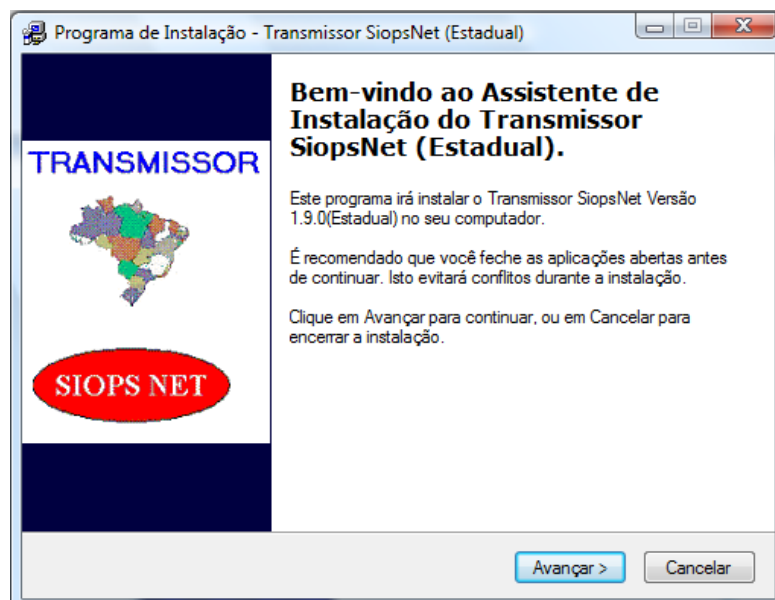 Programa de Instalação - Transmissor SiopsNet (Estadual)
TRANSMISSOR
SIOPS NET
Bem-vindo ao Assistente de
Instalação do Transmissor
SiopsNet (Estadual).
Este programa irá instalar o Transmissor SiopsNet Versão
1.9.0(Estadual) no seu computador.
É recomendado que você feche as aplicações abertas antes
de continuar. Isto evitará conflitos durante a instalação.
Clique em Avançar para continuar, ou em Cancelar para
encerrar a instalação.
Avançar >
Cancelar